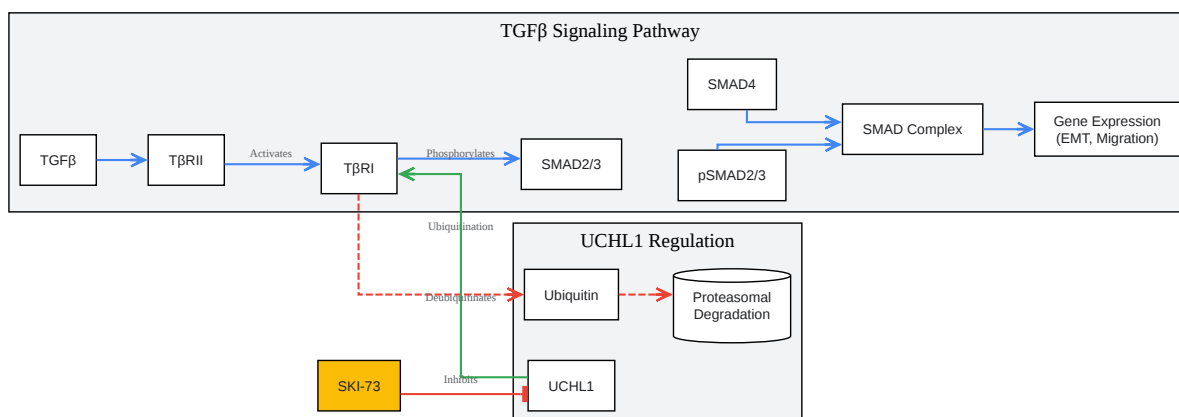 TGFβ Signaling Pathway
SMAD4
SMAD Complex
Gene Expression
(EMT, Migration)
TGFβ
TβRII
Activates
TβRI
Phosphorylates
SMAD2/3
pSMAD2/3
Ubiquitination
UCHL1 Regulation
Deubiquitinates
Ubiquitin
Proteasomal
Degradation
SKI-73
Inhibits
UCHL1